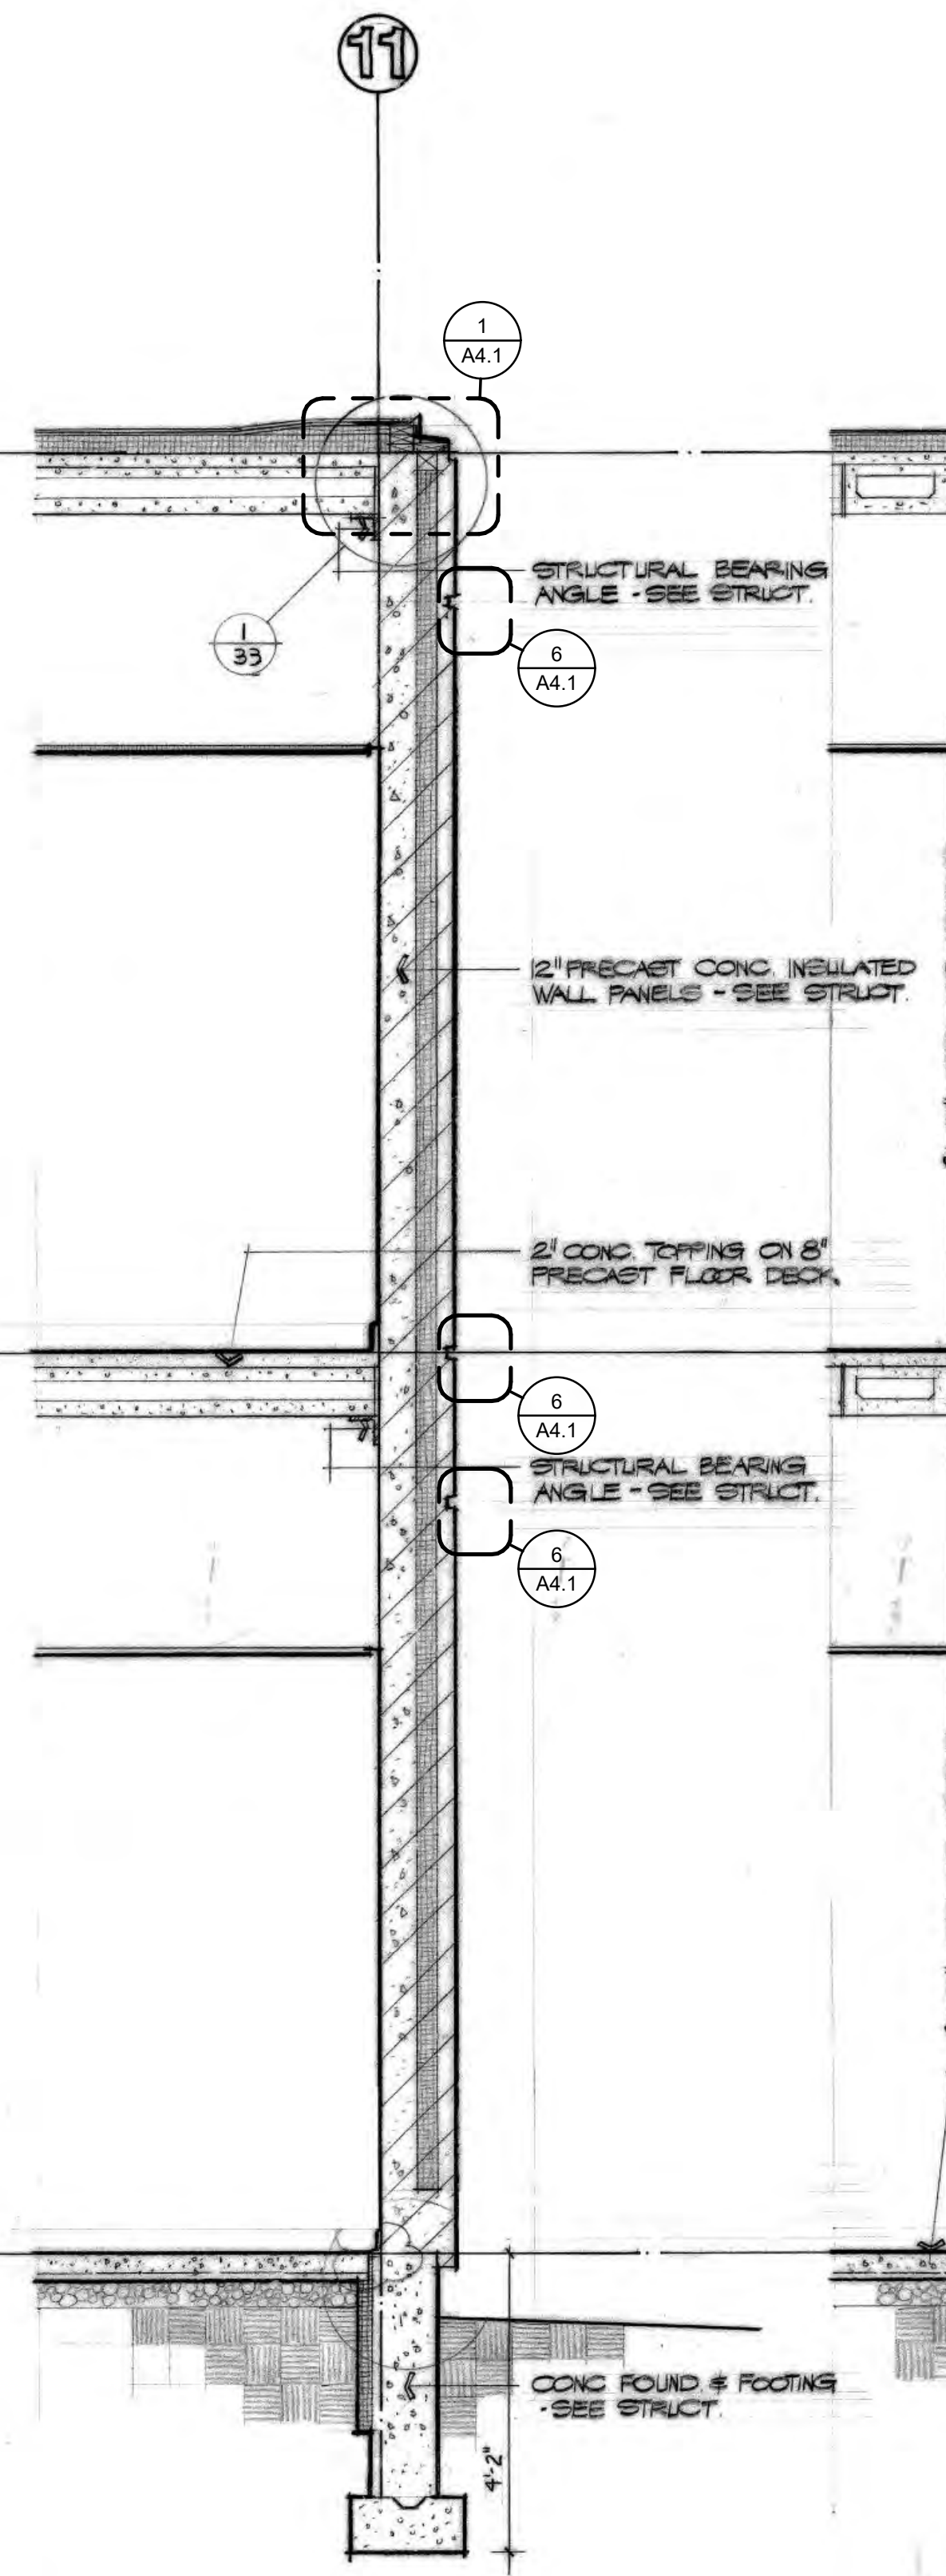 11
1
A4.1
STRUCTURAL BEARING
ANGLE - SEE STRUCT.
1
33
6
A4.1
12" PRECAST CONC. INSULATED
WALL PANELS - SEE STRUCT.
2" CONC. TOPPING ON 8"
PRECAST FLOOR DECK.
6
A4.1
STRUCTURAL BEARING
ANGLE - SEE STRUCT.
6
A4.1
CONC FOUND. & FOOTING
- SEE STRUCT.
4'-2"